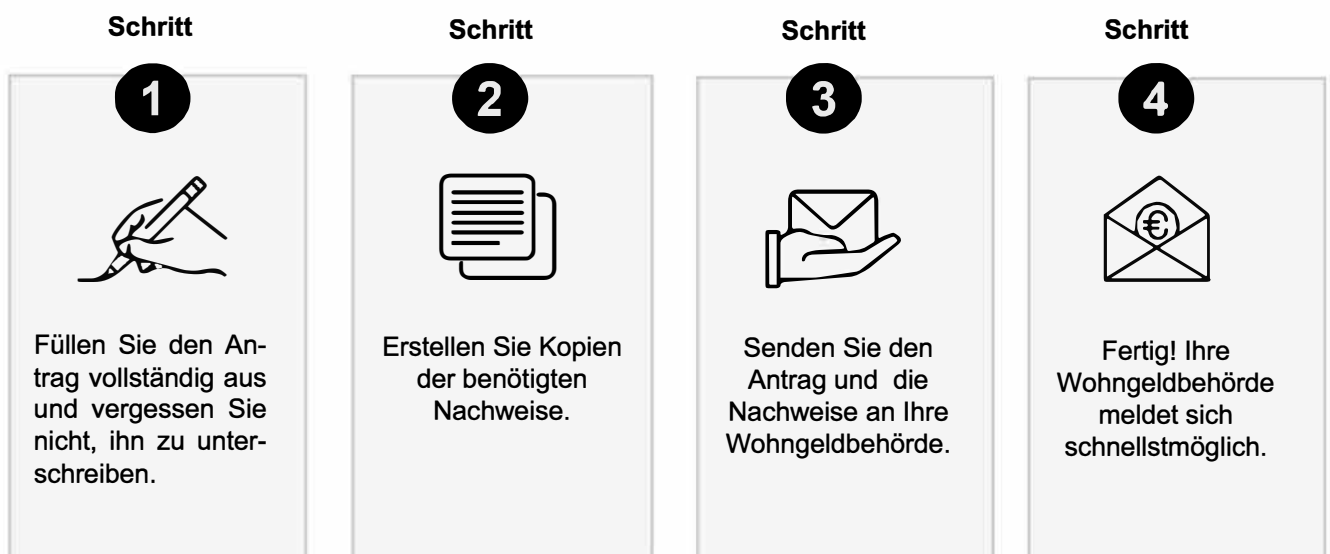 Schritt
1
Füllen Sie den An-
trag vollständig aus
und vergessen Sie
nicht, ihn zu unter-
schreiben.
Schritt
2
Erstellen Sie Kopien
der benötigten
Nachweise.
Schritt
3
Senden Sie den
Antrag und die
Nachweise an Ihre
Wohngeldbehörde.
Schritt
4
€
Fertig! Ihre
Wohngeldbehörde
meldet sich
schnellstmöglich.